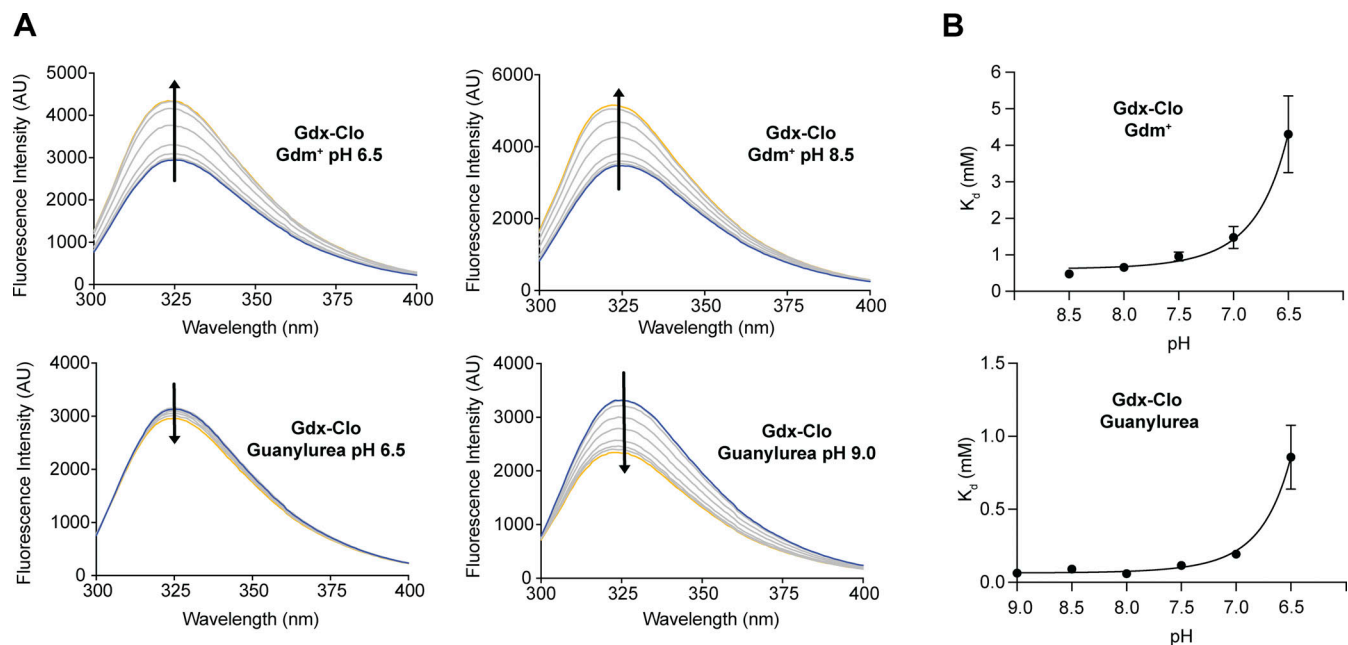 A
B
5000
4000
3000
2000
1000
0
Fluorescence Intensity (AU)
Gdx-Clo
Gdm⁺ pH 6.5
300
325
350
375
400
Wavelength (nm)
6000
4000
2000
0
Fluorescence Intensity (AU)
Gdx-Clo
Gdm⁺ pH 8.5
300
325
350
375
400
Wavelength (nm)
6
5
4
3
2
1
0
K_d (mM)
Gdx-Clo
Gdm⁺
8.5
8.0
7.5
7.0
6.5
pH
4000
3000
2000
1000
0
Fluorescence Intensity (AU)
Gdx-Clo
Guanylurea pH 6.5
300
325
350
375
400
Wavelength (nm)
4000
3000
2000
1000
0
Fluorescence Intensity (AU)
Gdx-Clo
Guanylurea pH 9.0
300
325
350
375
400
Wavelength (nm)
1.5
1.0
0.5
0.0
K_d (mM)
Gdx-Clo
Guanylurea
9.0
8.5
8.0
7.5
7.0
6.5
pH